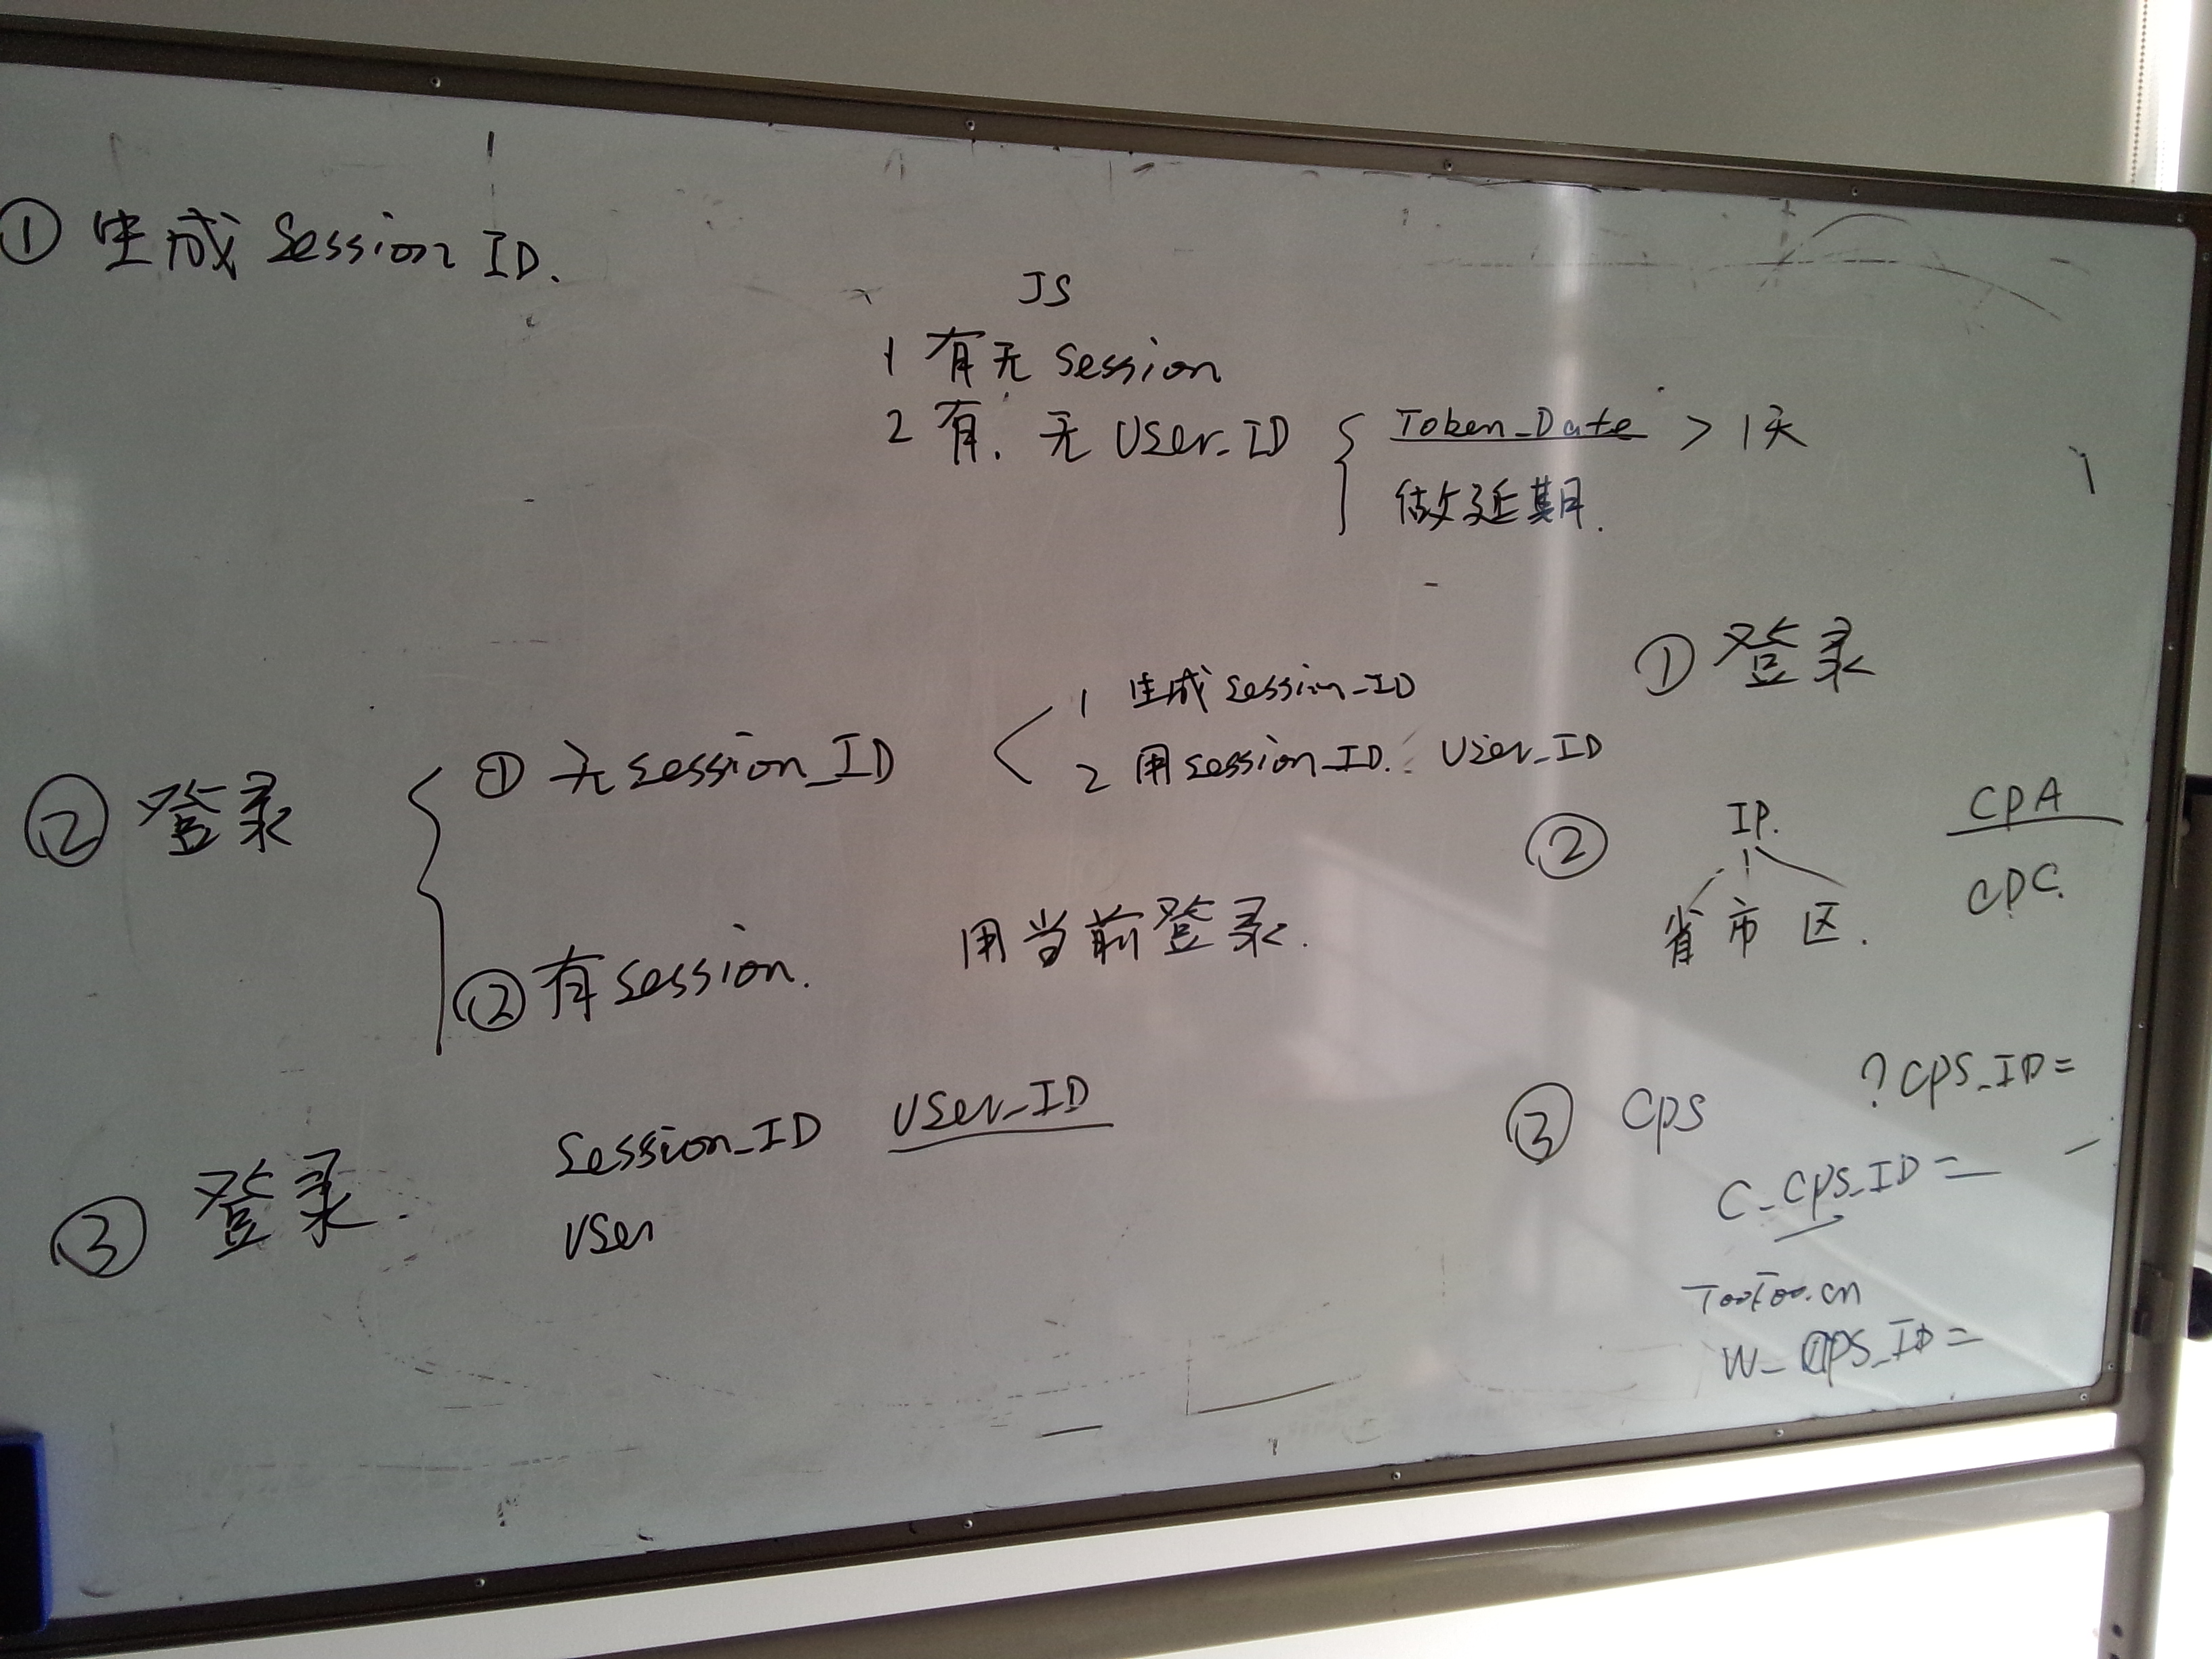 ① 生成 Session ID.
JS
1 有无 Session
2 有. 无 User_ID { Token_Date > 1天
做延期.
② 登录
① 无 Session_ID
1 生成 Session_ID
2 用 Session_ID. User_ID
② 有 Session. 用当前登录.
③ 登录. Session_ID User_ID
User
① 登录
② IP. CPA
省 市 区. CPC.
③ CPS ?CPS_ID=
C_CPS_ID=
TooToo.cn
W_CPS_ID=